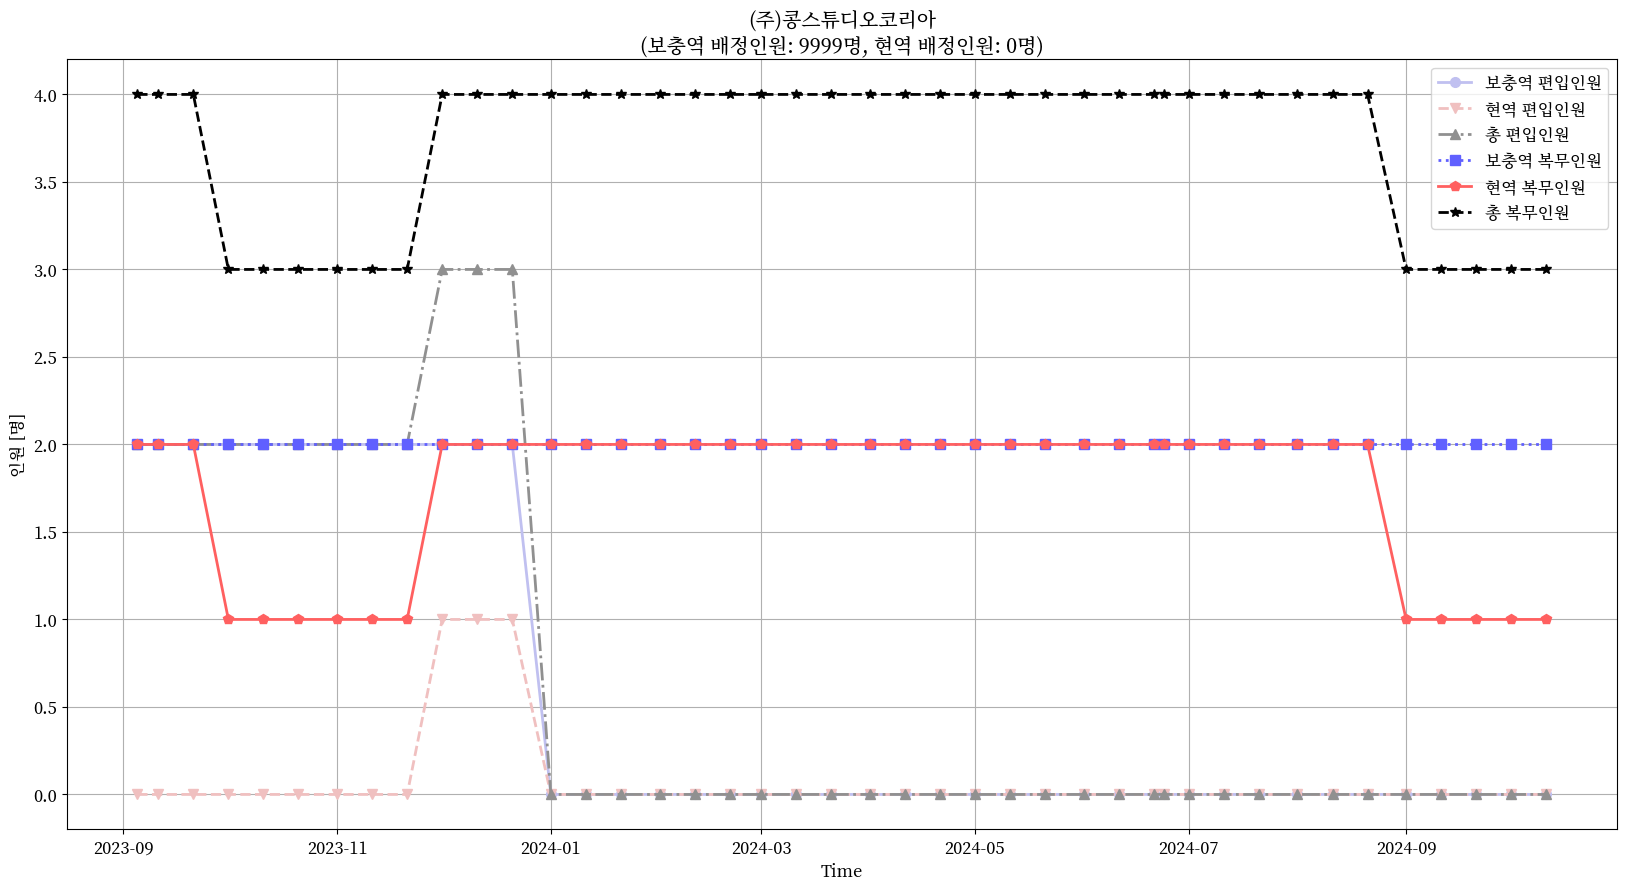 (주)콩스튜디오코리아
(보충역 배정인원: 9999명, 현역 배정인원: 0명)
보충역 편입인원
현역 편입인원
총 편입인원
보충역 복무인원
현역 복무인원
총 복무인원
인원 [명]
4.0
3.5
3.0
2.5
2.0
1.5
1.0
0.5
0.0
2023-09
2023-11
2024-01
2024-03
2024-05
2024-07
2024-09
Time